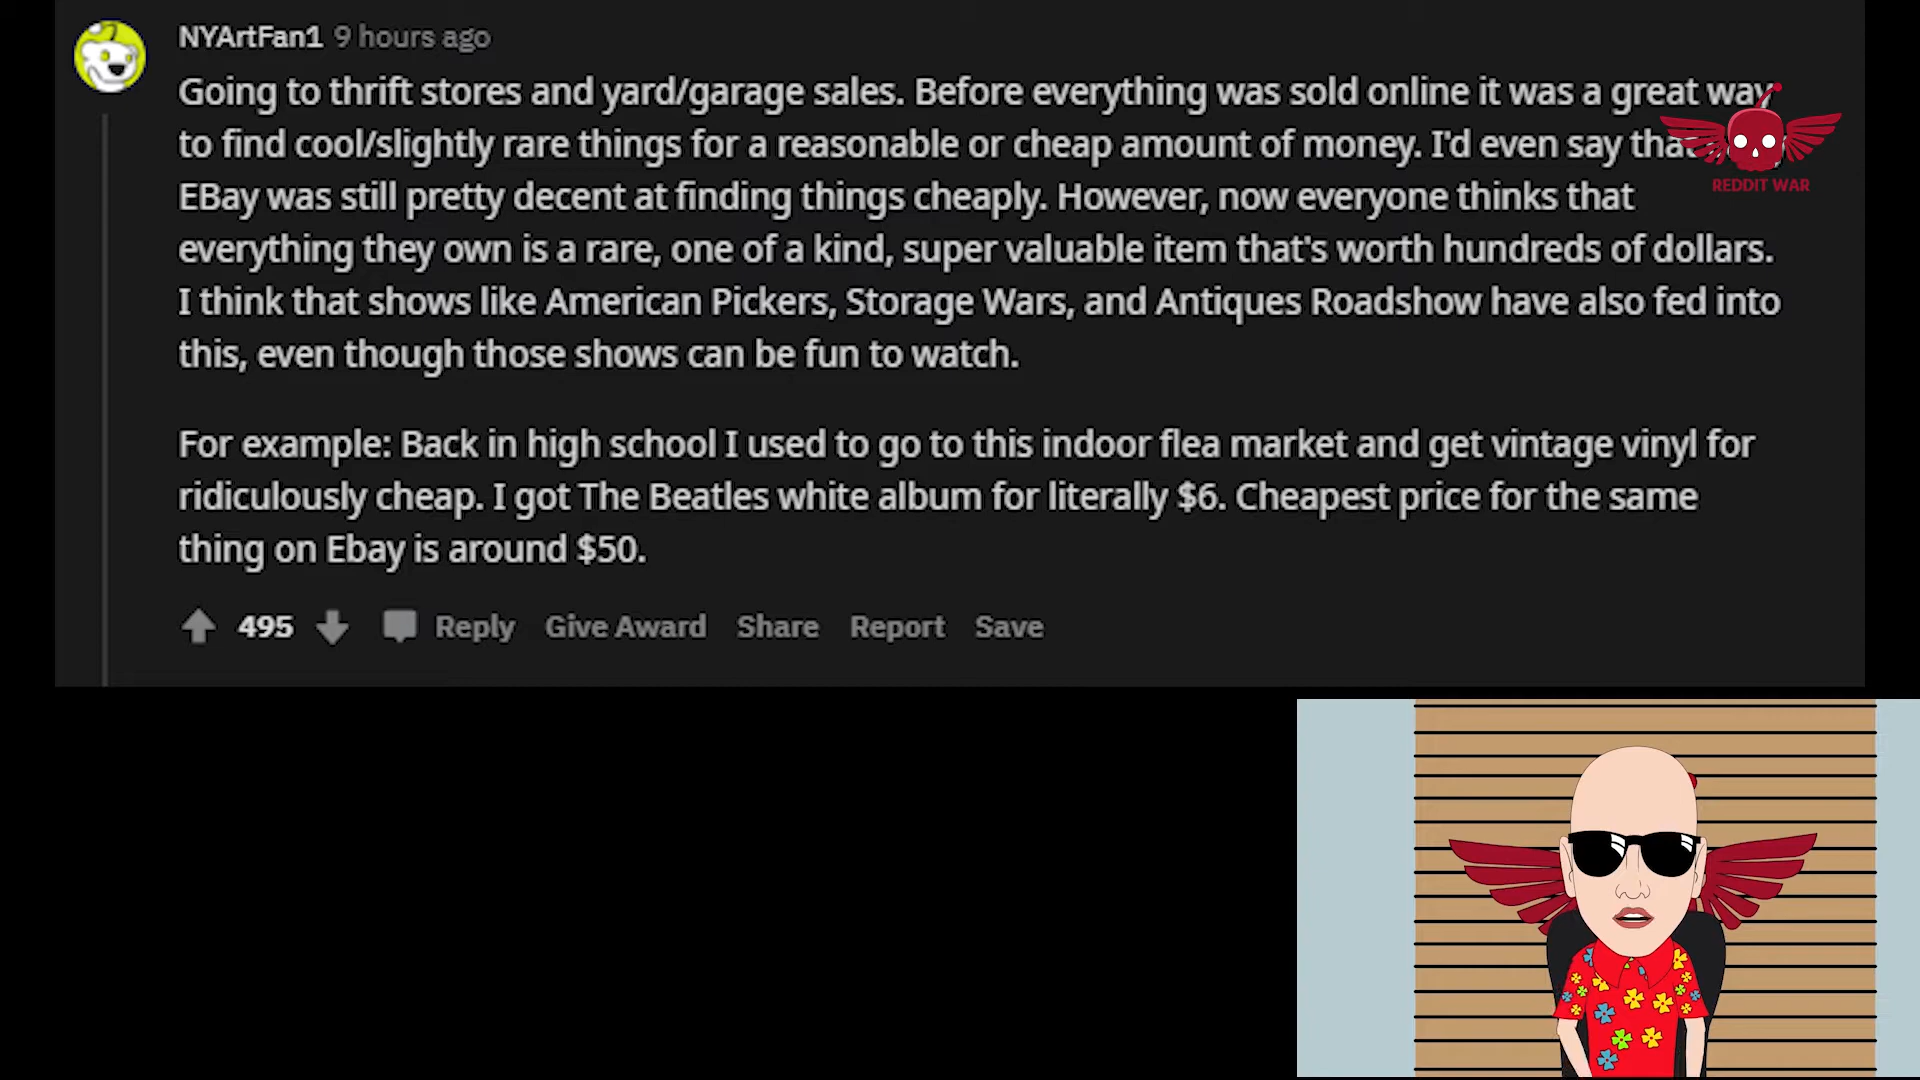 NYArtFan1 9 hours ago
Going to thrift stores and yard/garage sales. Before everything was sold online it was a great way
to find cool/slightly rare things for a reasonable or cheap amount of money. I'd even say that
EBay was still pretty decent at finding things cheaply. However, now everyone thinks that
everything they own is a rare, one of a kind, super valuable item that's worth hundreds of dollars.
I think that shows like American Pickers, Storage Wars, and Antiques Roadshow have also fed into
this, even though those shows can be fun to watch.
For example: Back in high school I used to go to this indoor flea market and get vintage vinyl for
ridiculously cheap. I got The Beatles white album for literally $6. Cheapest price for the same
thing on Ebay is around $50.
495 Reply Give Award Share Report Save
REDDIT WAR